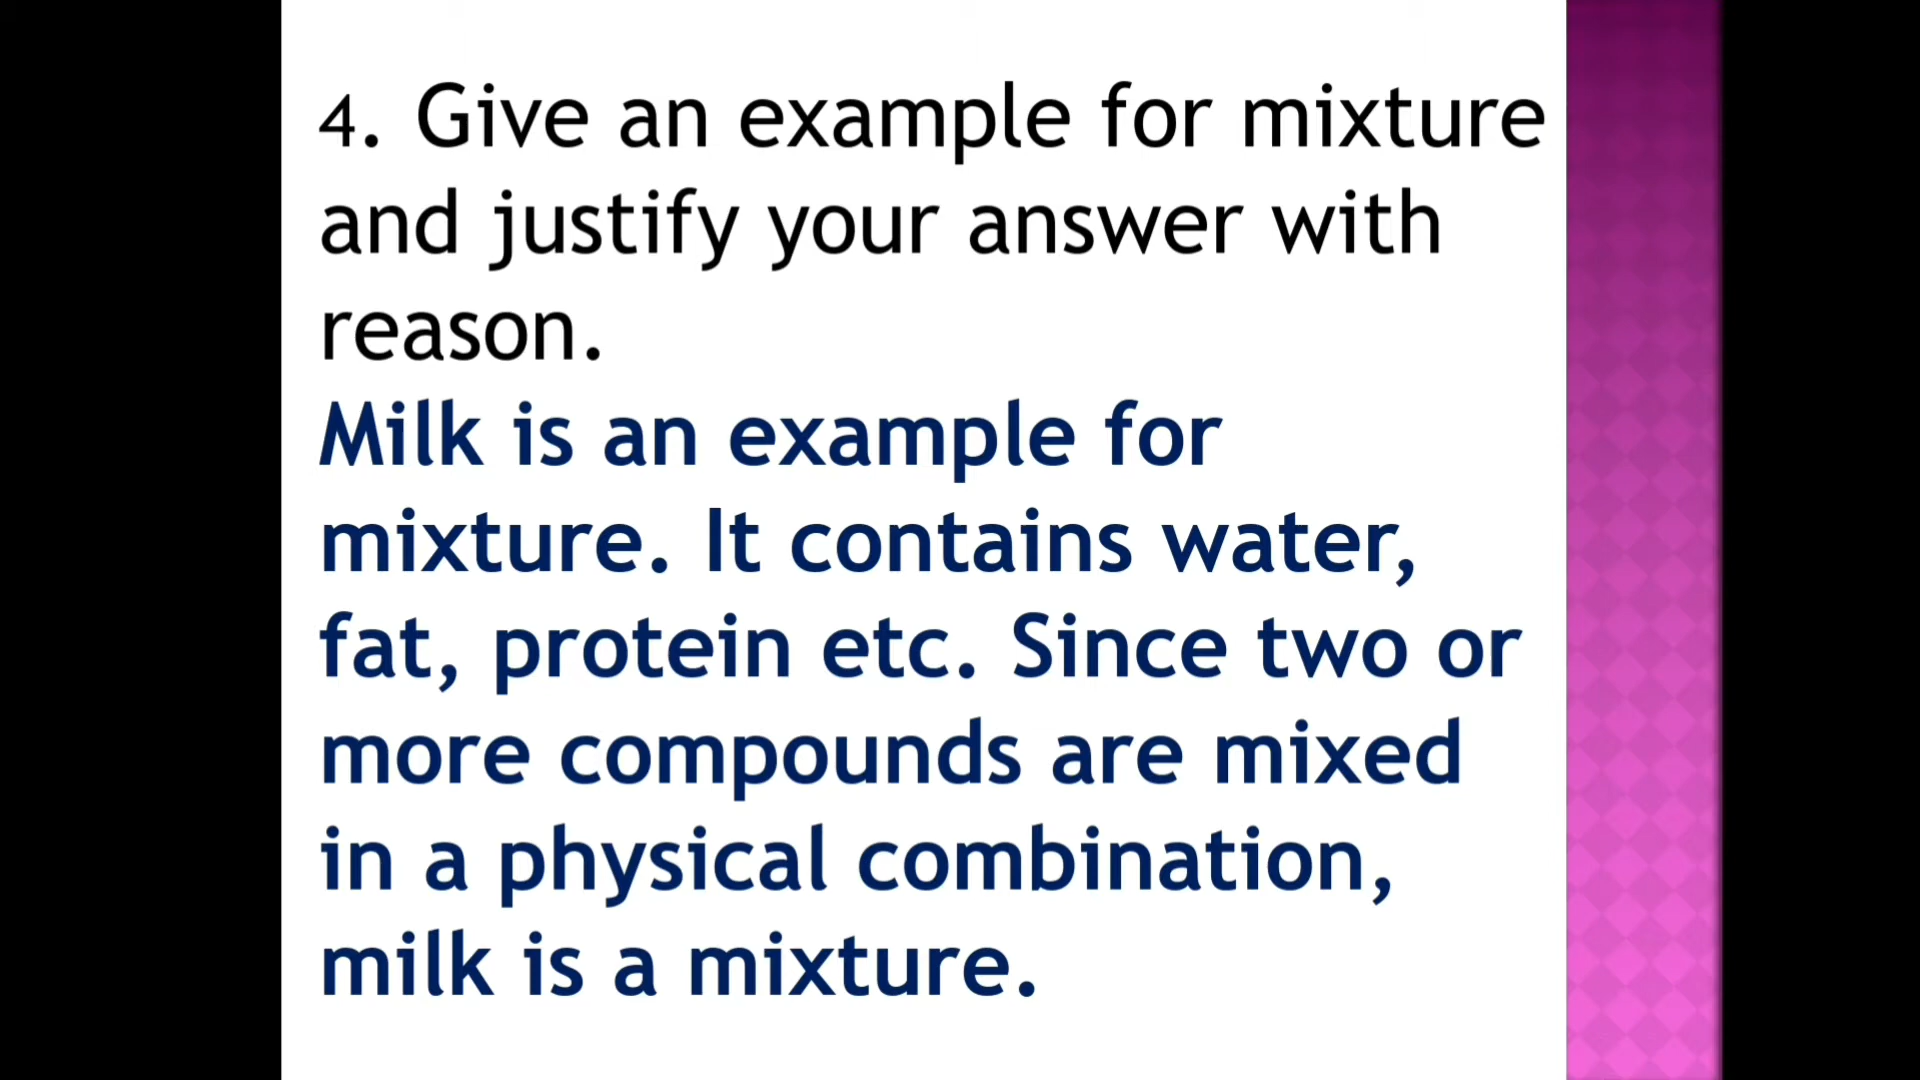 4. Give an example for mixture
and justify your answer with
reason.
Milk is an example for
mixture. It contains water,
fat, protein etc. Since two or
more compounds are mixed
in a physical combination,
milk is a mixture.